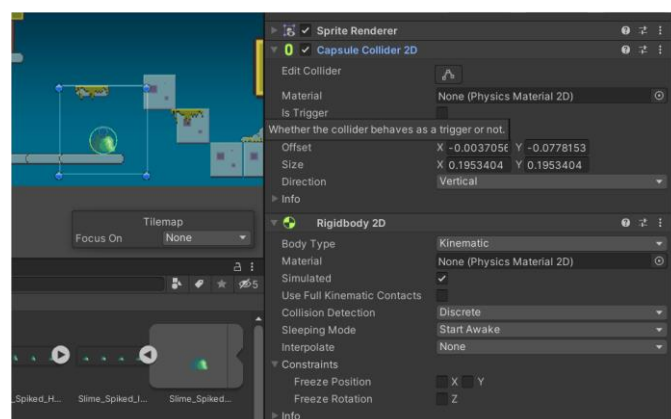 Sprite Renderer
Capsule Collider 2D
Edit Collider
Material None (Physics Material 2D)
Is Trigger
Whether the collider behaves as a trigger or not.
Offset X -0.0037056 Y -0.0778153
Size X 0.1953404 Y 0.1953404
Direction Vertical
Info
Tilemap
Focus On None
Rigidbody 2D
Body Type Kinematic
Material None (Physics Material 2D)
Simulated
Use Full Kinematic Contacts
Collision Detection Discrete
Sleeping Mode Start Awake
Interpolate None
Constraints
Freeze Position X Y
Freeze Rotation Z
Info
5
_Spiked_H... Slime_Spiked_I... Slime_Spiked...